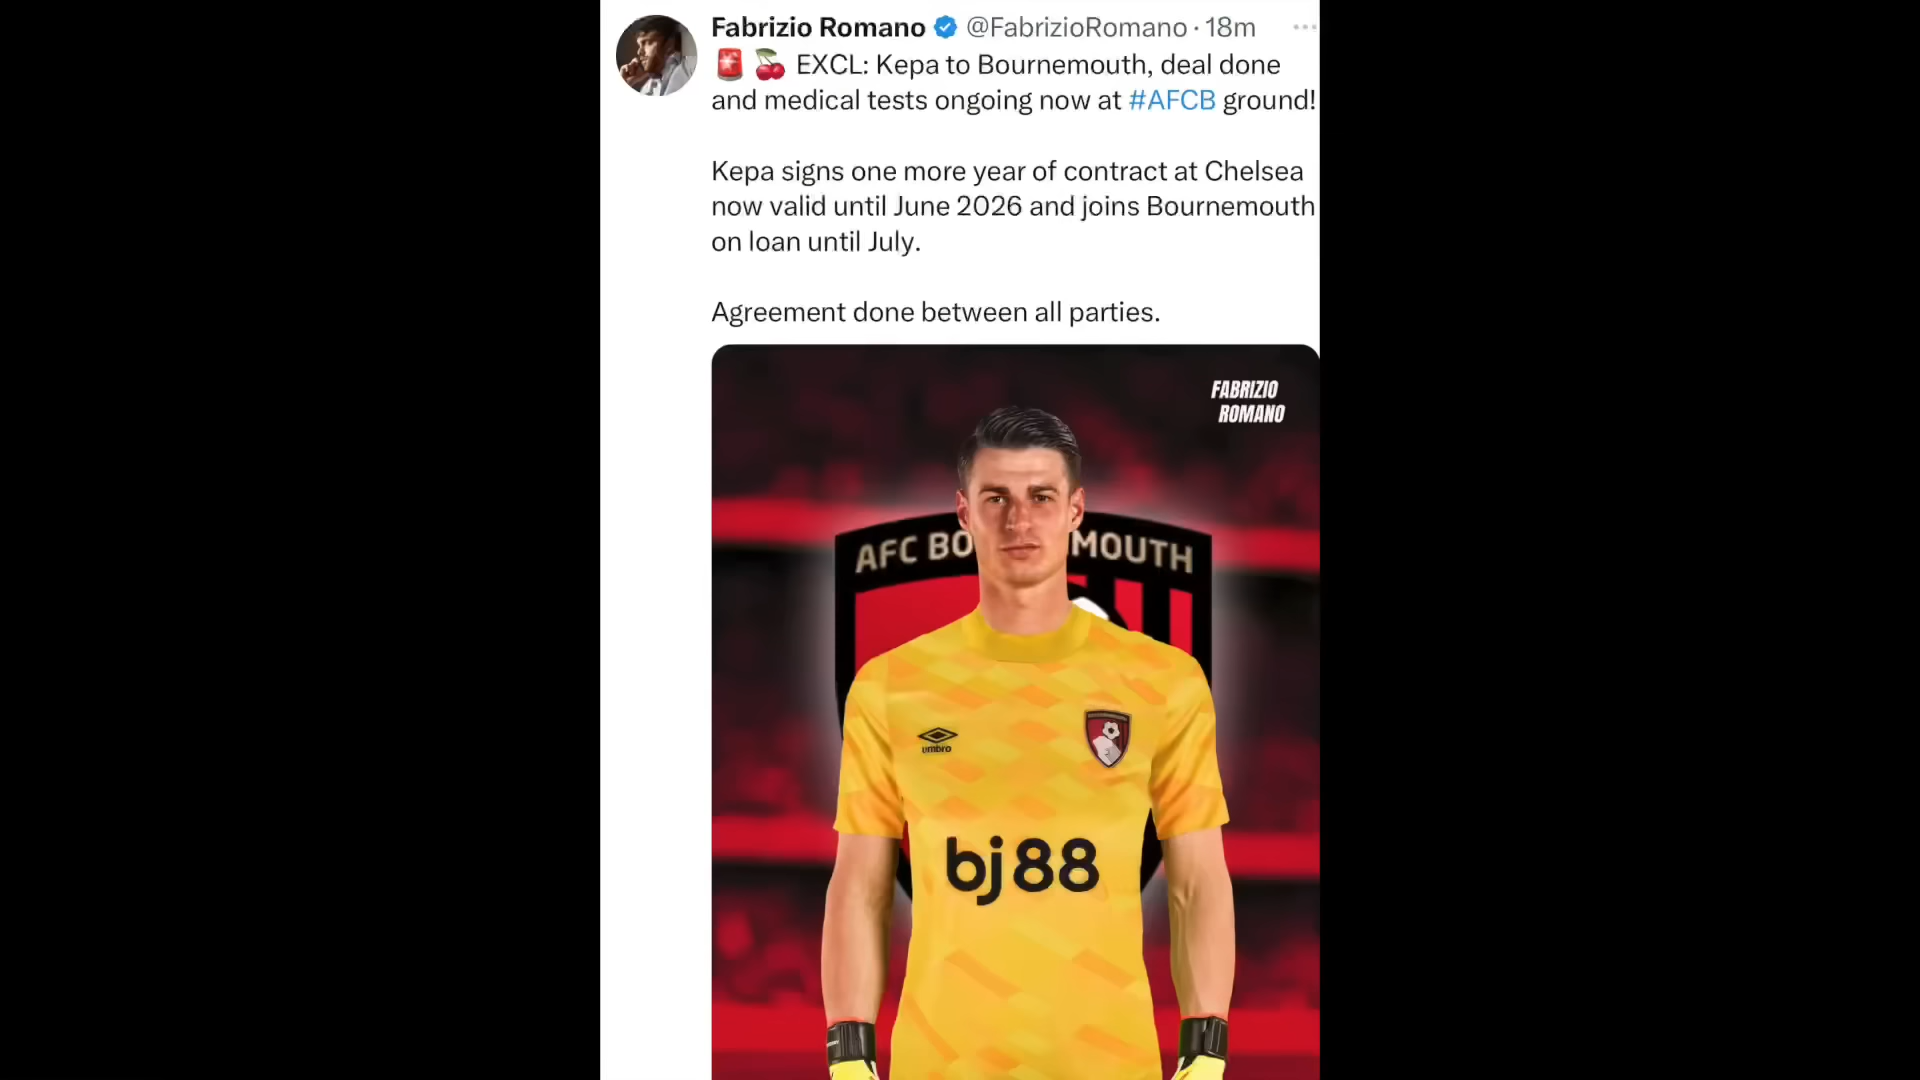 Fabrizio Romano @FabrizioRomano · 18m
🚨🍒 EXCL: Kepa to Bournemouth, deal done
and medical tests ongoing now at #AFCB ground!
Kepa signs one more year of contract at Chelsea
now valid until June 2026 and joins Bournemouth
on loan until July.
Agreement done between all parties.
FABRIZIO
ROMANO
AFC BO MOUTH
umbro
bj88